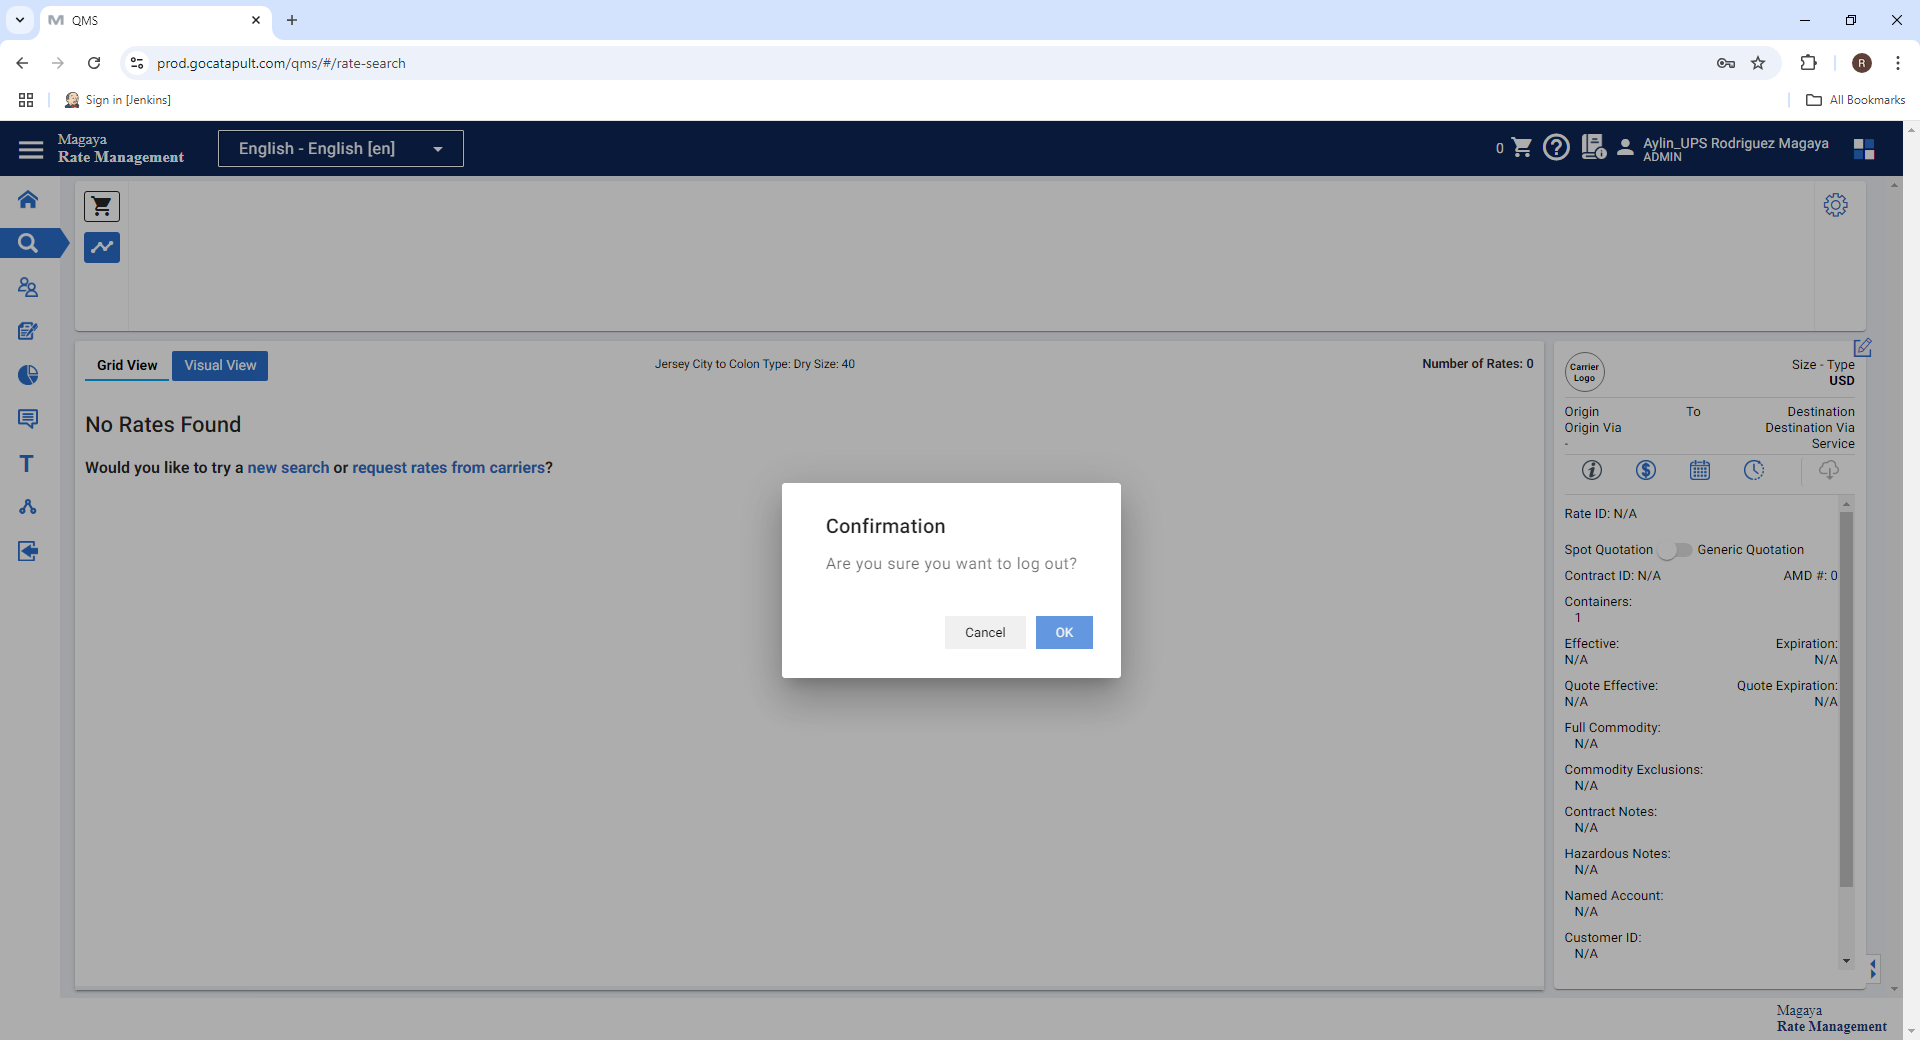 QMS
prod.gocatapult.com/qms/#/rate-search
R
Sign in [Jenkins]
All Bookmarks
Magaya
Rate Management
English - English [en]
0
Aylin_UPS Rodriguez Magaya
ADMIN
Grid View
Visual View
Jersey City to Colon Type: Dry Size: 40
Number of Rates: 0
No Rates Found
Would you like to try a new search or request rates from carriers?
Confirmation
Are you sure you want to log out?
Cancel
OK
Carrier
Logo
Size - Type
USD
Origin To Destination
Origin Via Destination Via
- Service
Rate ID: N/A
Spot Quotation Generic Quotation
Contract ID: N/A AMD #: 0
Containers:
1
Effective: Expiration:
N/A N/A
Quote Effective: Quote Expiration:
N/A N/A
Full Commodity:
N/A
Commodity Exclusions:
N/A
Contract Notes:
N/A
Hazardous Notes:
N/A
Named Account:
N/A
Customer ID:
N/A
Magaya
Rate Management